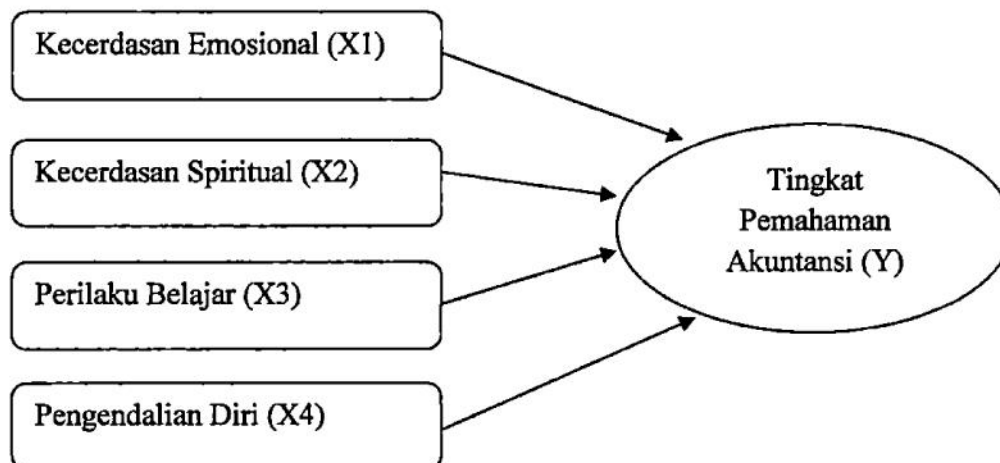 Kecerdasan Emosional (X1)
Kecerdasan Spiritual (X2)
Perilaku Belajar (X3)
Pengendalian Diri (X4)
Tingkat
Pemahaman
Akuntansi (Y)